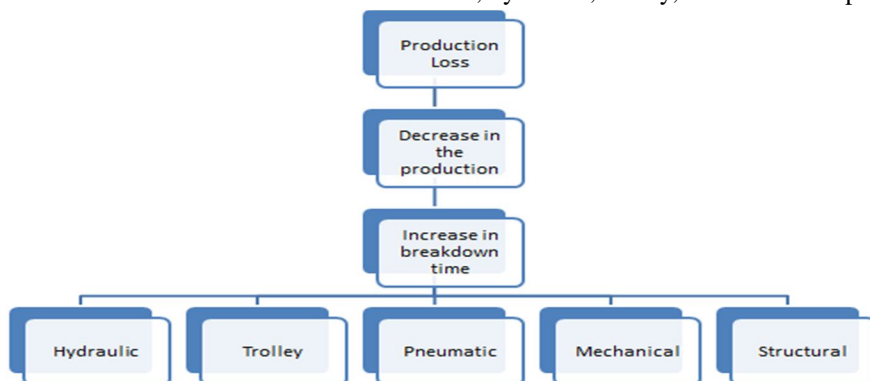 Production
Loss
Decrease in
the
production
Increase in
breakdown
time
Hydraulic
Trolley
Pneumatic
Mechanical
Structural